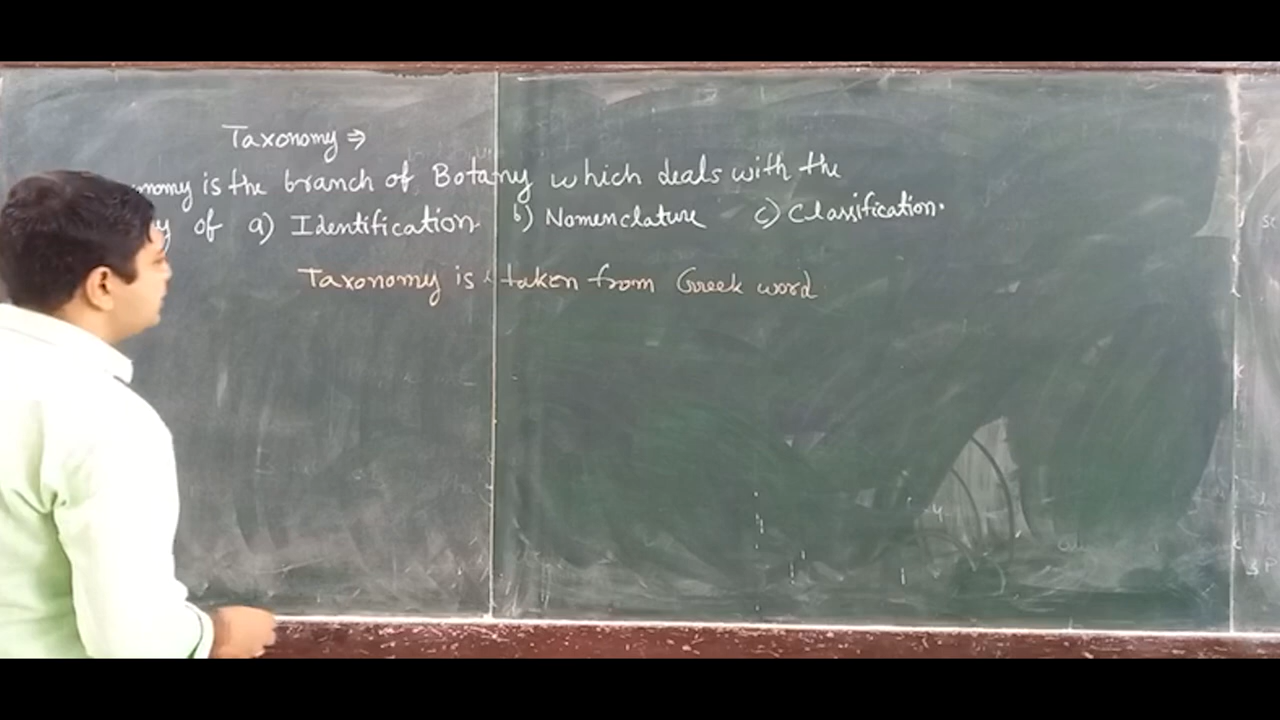 Taxonomy ⇒
nomy is the branch of Botany which deals with the
y of a) Identification b) Nomenclature c) Classification.
Taxonomy is taken from Greek word